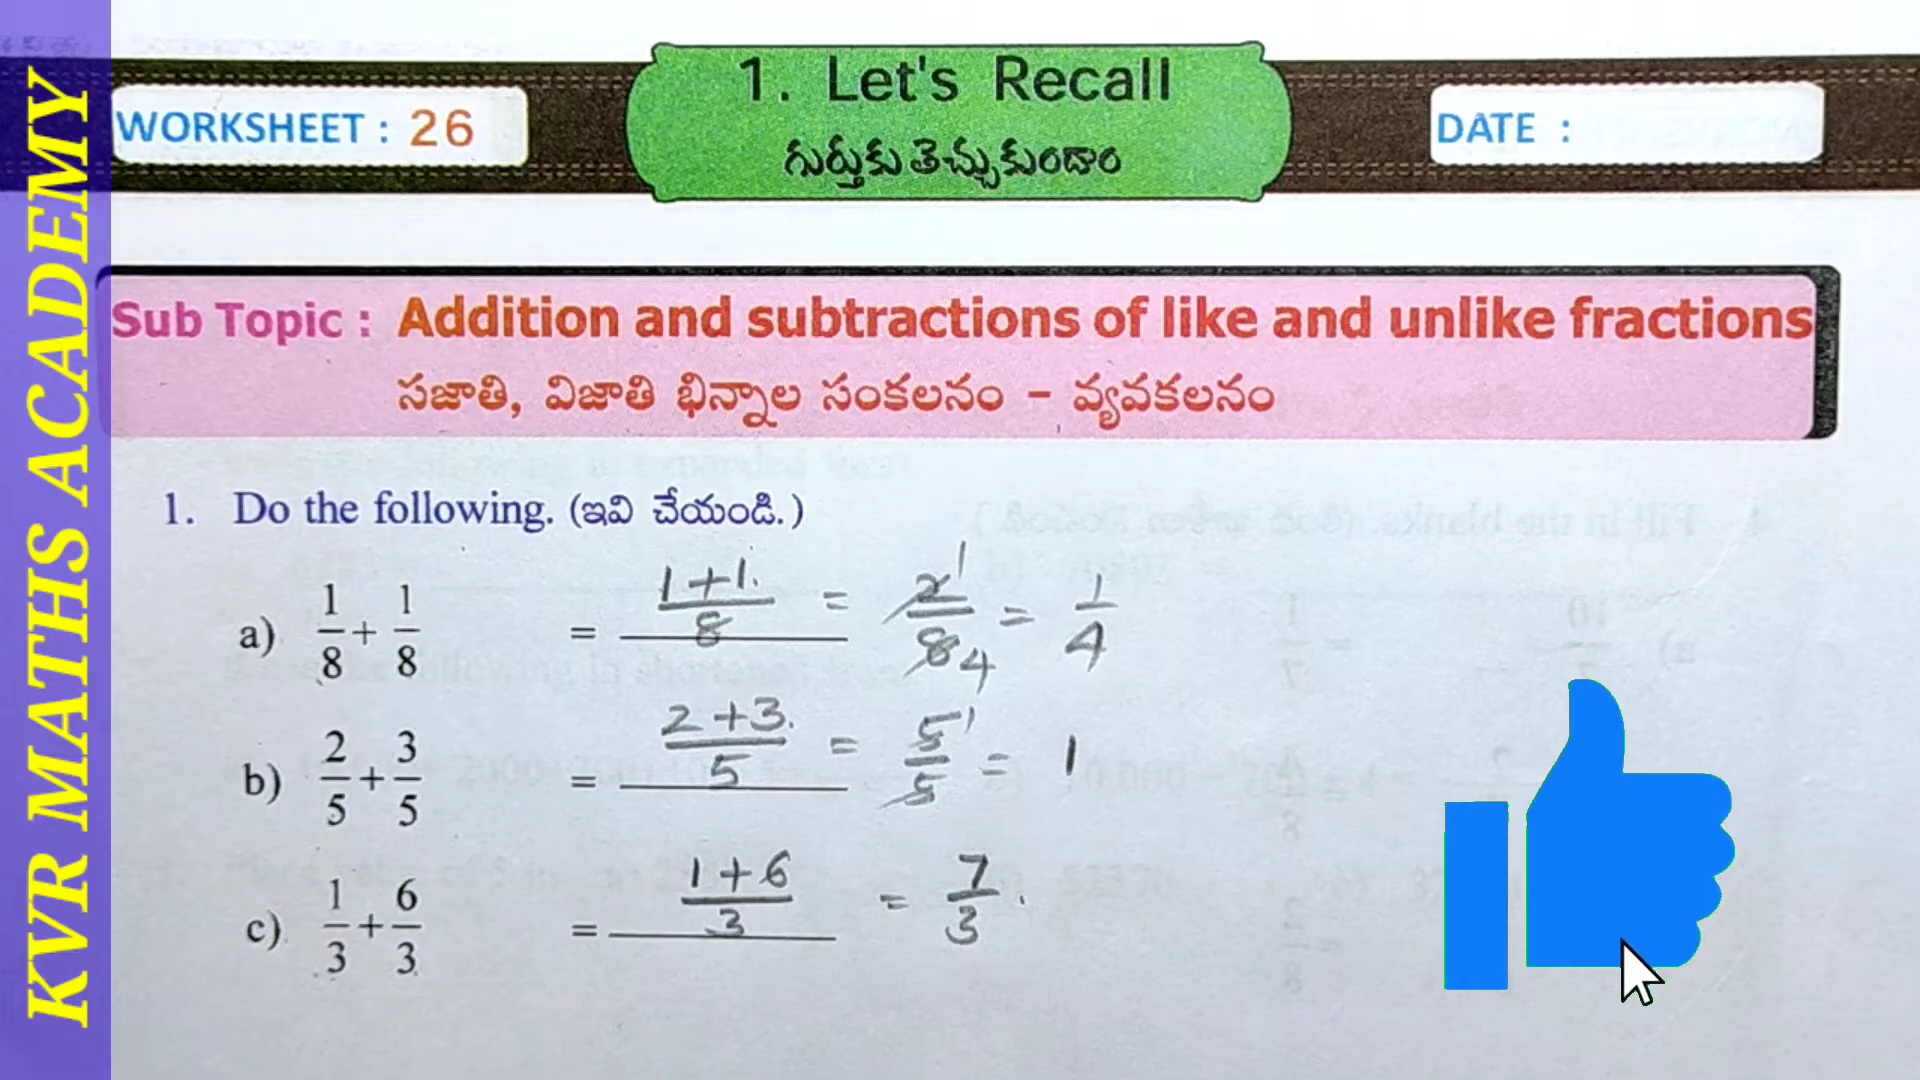 KVR MATHS ACADEMY
WORKSHEET : 26
1. Let's Recall
గుర్తుకు తెచ్చుకుందాం
DATE :
Sub Topic : Addition and subtractions of like and unlike fractions
సజాతి, విజాతి భిన్నాల సంకలనం – వ్యవకలనం
1. Do the following. (ఇవి చేయండి.)
a) 1/8 + 1/8 = 1+1/8 = 2/8 1 4 = 1/4
b) 2/5 + 3/5 = 2+3/5 = 5/5 1 = 1
c) 1/3 + 6/3 = 1+6/3 = 7/3.